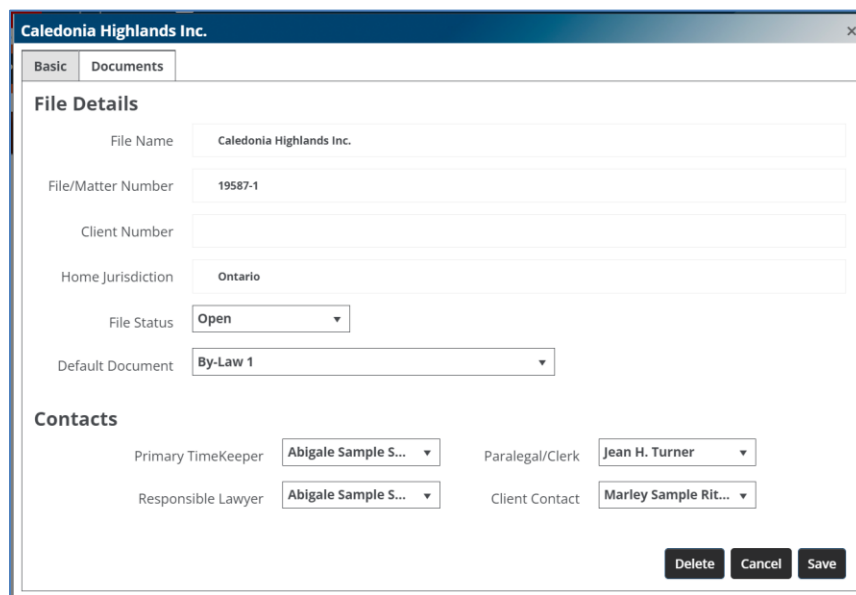 Caledonia Highlands Inc.
Basic Documents
File Details
File Name Caledonia Highlands Inc.
File/Matter Number 19587-1
Client Number
Home Jurisdiction Ontario
File Status Open
Default Document By-Law 1
Contacts
Primary TimeKeeper Abigale Sample S... Paralegal/Clerk Jean H. Turner
Responsible Lawyer Abigale Sample S... Client Contact Marley Sample Rit...
Delete Cancel Save